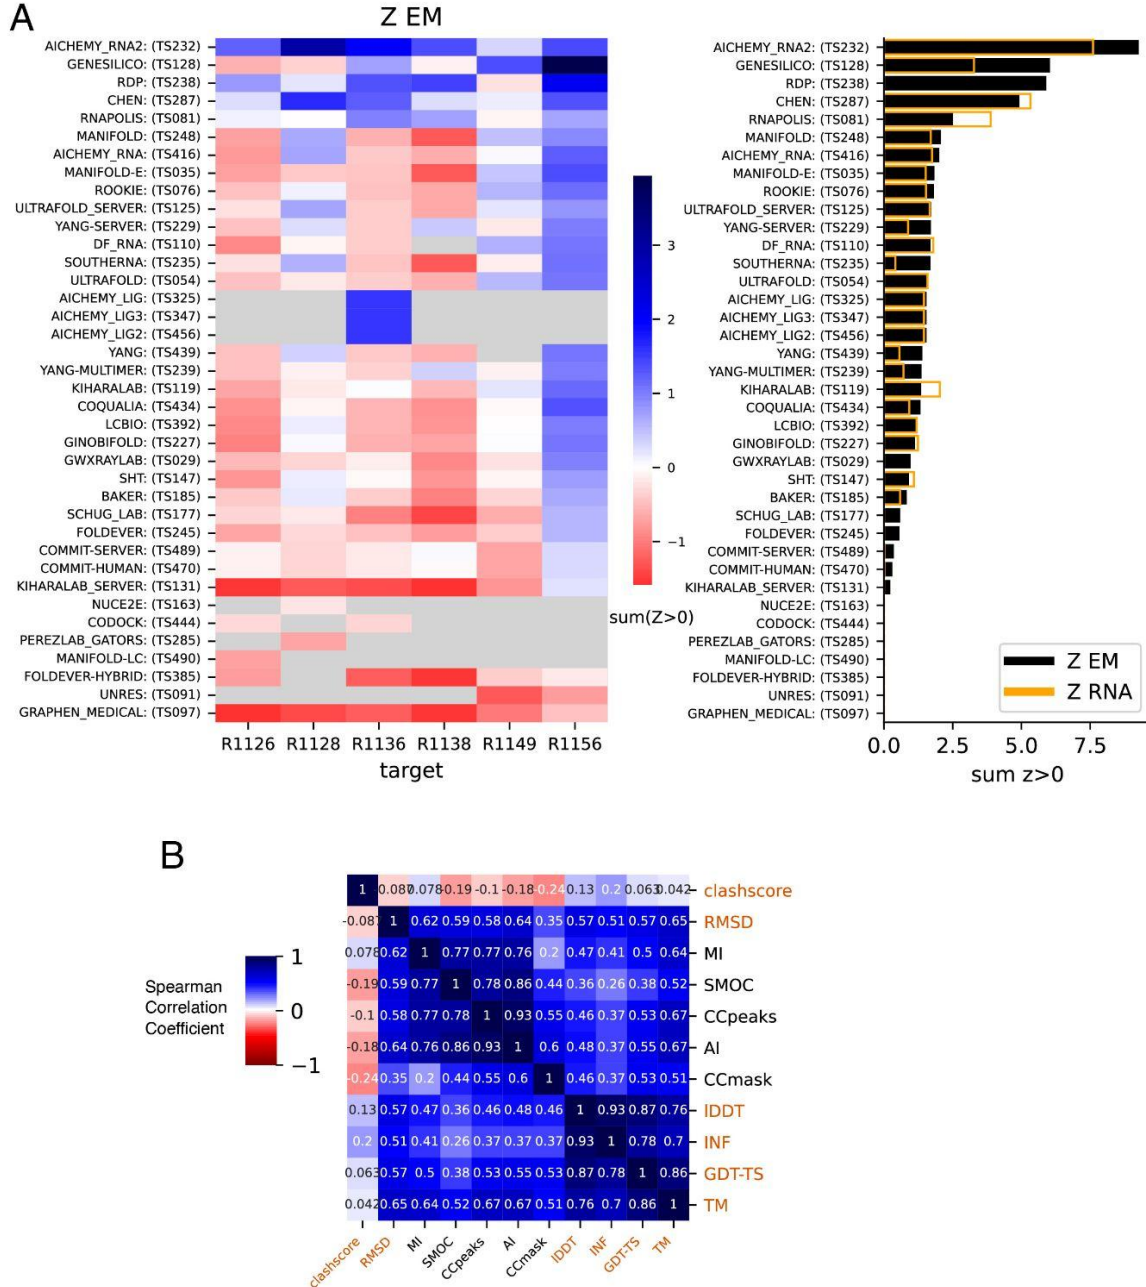 A
Z EM
AICHEMY_RNA2: (TS232)
GENESILICO: (TS128)
RDP: (TS238)
CHEN: (TS287)
RNAPOLIS: (TS081)
MANIFOLD: (TS248)
AICHEMY_RNA: (TS416)
MANIFOLD-E: (TS035)
ROOKIE: (TS076)
ULTRAFOLD_SERVER: (TS125)
YANG-SERVER: (TS229)
DF_RNA: (TS110)
SOUTHERNA: (TS235)
ULTRAFOLD: (TS054)
AICHEMY_LIG: (TS325)
AICHEMY_LIG3: (TS347)
AICHEMY_LIG2: (TS456)
YANG: (TS439)
YANG-MULTIMER: (TS239)
KIHARALAB: (TS119)
COQUALIA: (TS434)
LCBIO: (TS392)
GINOBIFOLD: (TS227)
GWXRAYLAB: (TS029)
SHT: (TS147)
BAKER: (TS185)
SCHUG_LAB: (TS177)
FOLDEVER: (TS245)
COMMIT-SERVER: (TS489)
COMMIT-HUMAN: (TS470)
KIHARALAB_SERVER: (TS131)
NUCE2E: (TS163)
CODOCK: (TS444)
PEREZLAB_GATORS: (TS285)
MANIFOLD-LC: (TS490)
FOLDEVER-HYBRID: (TS385)
UNRES: (TS091)
GRAPHEN_MEDICAL: (TS097)
R1126 R1128 R1136 R1138 R1149 R1156
target
3
2
1
0
−1
sum(Z>0)
AICHEMY_RNA2: (TS232)
GENESILICO: (TS128)
RDP: (TS238)
CHEN: (TS287)
RNAPOLIS: (TS081)
MANIFOLD: (TS248)
AICHEMY_RNA: (TS416)
MANIFOLD-E: (TS035)
ROOKIE: (TS076)
ULTRAFOLD_SERVER: (TS125)
YANG-SERVER: (TS229)
DF_RNA: (TS110)
SOUTHERNA: (TS235)
ULTRAFOLD: (TS054)
AICHEMY_LIG: (TS325)
AICHEMY_LIG3: (TS347)
AICHEMY_LIG2: (TS456)
YANG: (TS439)
YANG-MULTIMER: (TS239)
KIHARALAB: (TS119)
COQUALIA: (TS434)
LCBIO: (TS392)
GINOBIFOLD: (TS227)
GWXRAYLAB: (TS029)
SHT: (TS147)
BAKER: (TS185)
SCHUG_LAB: (TS177)
FOLDEVER: (TS245)
COMMIT-SERVER: (TS489)
COMMIT-HUMAN: (TS470)
KIHARALAB_SERVER: (TS131)
NUCE2E: (TS163)
CODOCK: (TS444)
PEREZLAB_GATORS: (TS285)
MANIFOLD-LC: (TS490)
FOLDEVER-HYBRID: (TS385)
UNRES: (TS091)
GRAPHEN_MEDICAL: (TS097)
Z EM
Z RNA
0.0 2.5 5.0 7.5
sum z>0
B
Spearman
Correlation
Coefficient
1
0
−1
1 -0.087 0.078 -0.19 -0.1 -0.18 -0.24 0.13 0.2 0.063 0.042 clashscore
-0.087 1 0.62 0.59 0.58 0.64 0.35 0.57 0.51 0.57 0.65 RMSD
0.078 0.62 1 0.77 0.77 0.76 0.2 0.47 0.41 0.5 0.64 MI
-0.19 0.59 0.77 1 0.78 0.86 0.44 0.36 0.26 0.38 0.52 SMOC
-0.1 0.58 0.77 0.78 1 0.93 0.55 0.46 0.37 0.53 0.67 CCpeaks
-0.18 0.64 0.76 0.86 0.93 1 0.6 0.48 0.37 0.55 0.67 AI
-0.24 0.35 0.2 0.44 0.55 0.6 1 0.46 0.37 0.53 0.51 CCmask
0.13 0.57 0.47 0.36 0.46 0.48 0.46 1 0.93 0.87 0.76 lDDT
0.2 0.51 0.41 0.26 0.37 0.37 0.37 0.93 1 0.78 0.7 INF
0.063 0.57 0.5 0.38 0.53 0.55 0.53 0.87 0.78 1 0.86 GDT-TS
0.042 0.65 0.64 0.52 0.67 0.67 0.51 0.76 0.7 0.86 1 TM
clashscore RMSD MI SMOC CCpeaks AI CCmask lDDT INF GDT-TS TM